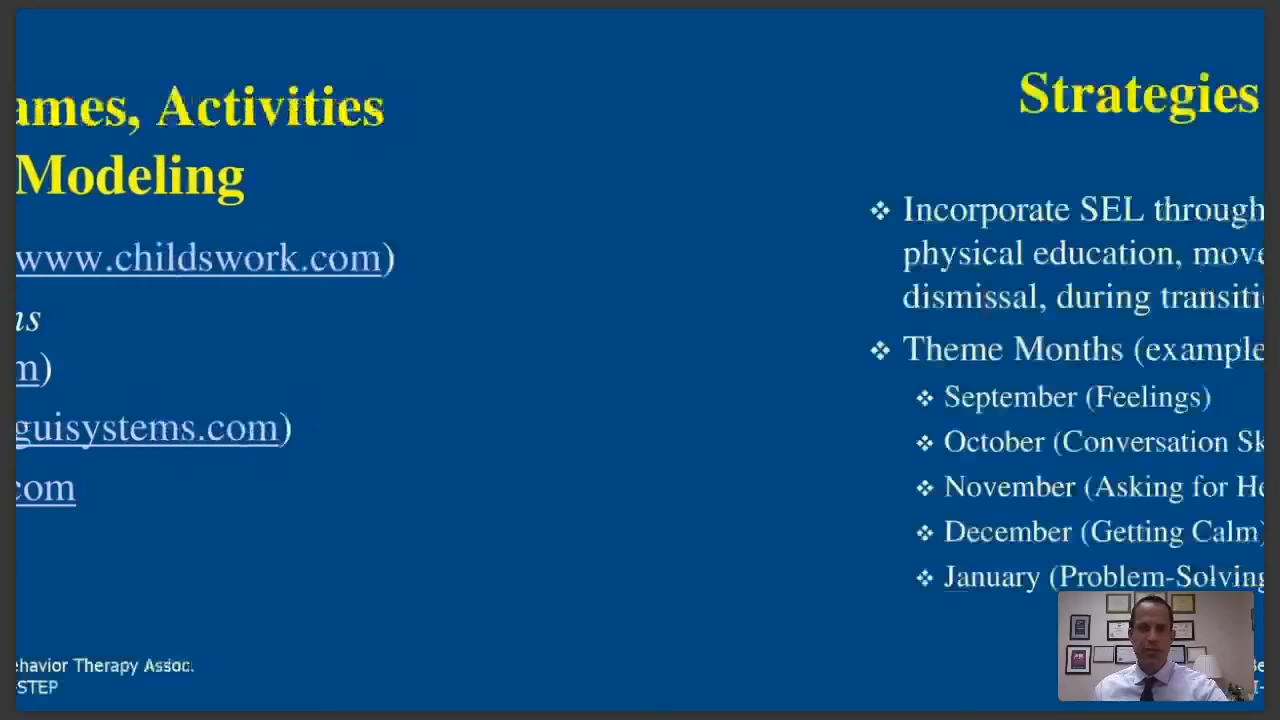 ames, Activities
Modeling
www.childswork.com)
ns
m)
guisystems.com)
com
ehavior Therapy Assoc.
-STEP
Strategies
❖ Incorporate SEL through
physical education, move
dismissal, during transiti
❖ Theme Months (example
❖ September (Feelings)
❖ October (Conversation Sk
❖ November (Asking for He
❖ December (Getting Calm)
❖ January (Problem-Solving
Be
I-